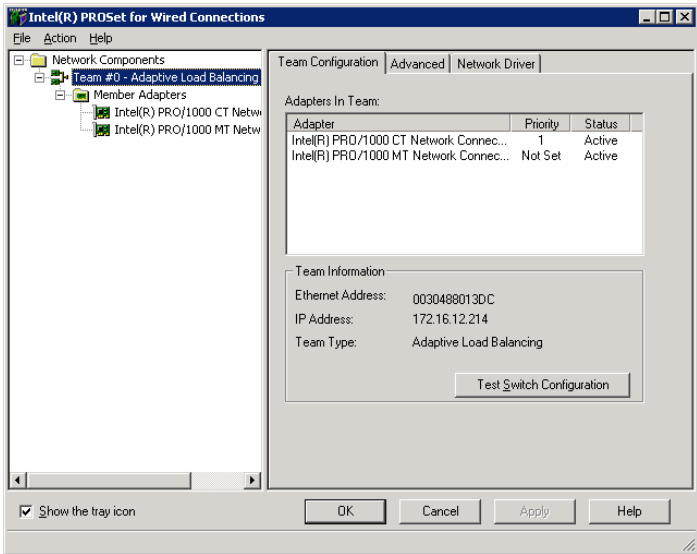 Intel(R) PROSet for Wired Connections
File Action Help
Network Components
Team #0 - Adaptive Load Balancing
Member Adapters
Intel(R) PRO/1000 CT Netw
Intel(R) PRO/1000 MT Netw
Team Configuration Advanced Network Driver
Adapters In Team:
Adapter Priority Status
Intel(R) PRO/1000 CT Network Connec... 1 Active
Intel(R) PRO/1000 MT Network Connec... Not Set Active
Team Information
Ethernet Address: 0030488013DC
IP Address: 172.16.12.214
Team Type: Adaptive Load Balancing
Test Switch Configuration
Show the tray icon
OK Cancel Apply Help